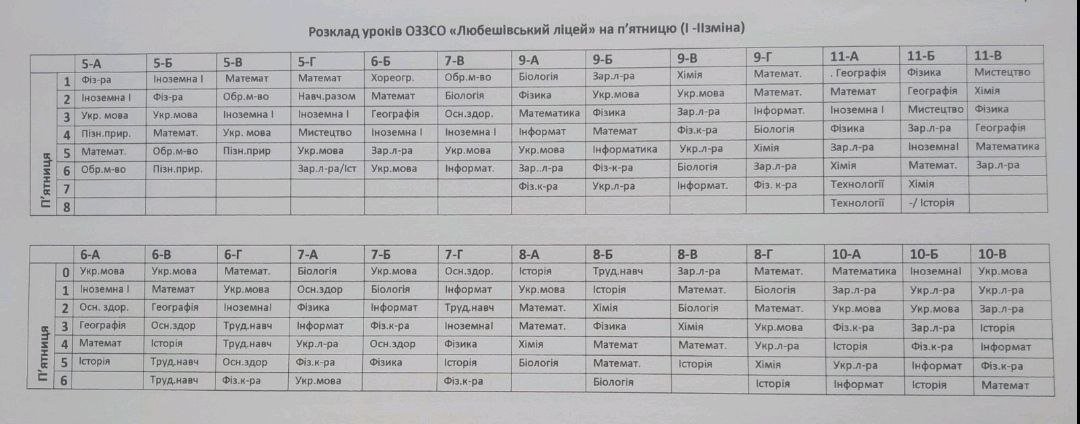 Розклад уроків ОЗЗСО «Любешівський ліцей» на п’ятницю (І -ІІзміна)
5-А 5-Б 5-В 5-Г 6-Б 7-В 9-А 9-Б 9-В 9-Г 11-А 11-Б 11-В
П’ятниця
1 Фіз-ра Іноземна І Математ Математ Хореогр. Обр.м-во Біологія Зар.л-ра Хімія Математ. . Географія Фізика Мистецтво
2 Іноземна І Фіз-ра Обр.м-во Навч.разом Математ Біологія Фізика Укр.мова Укр.мова Математ. Математ Географія Хімія
3 Укр. мова Укр.мова Іноземна І Іноземна І Географія Осн.здор. Математика Фізика Зар.л-ра Інформат. Іноземна І Мистецтво Фізика
4 Пізн.прир. Математ. Укр. мова Мистецтво Іноземна І Іноземна І Інформат Математ Фіз.к-ра Біологія Фізика Зар.л-ра Географія
5 Математ. Обр.м-во Пізн.прир Укр.мова Зар.л-ра Укр.мова Укр.мова Інформатика Укр.л-ра Хімія Зар.л-ра ІноземнаІ Математика
6 Обр.м-во Пізн.прир. Зар.л-ра/Іст Укр.мова Інформат. Зар..л-ра Фіз-к-ра Біологія Зар.л-ра Хімія Математ. Зар.л-ра
7 Фіз.к-ра Укр.л-ра Інформат. Фіз. к-ра Технології Хімія
8 Технології -/ Історія
6-А 6-В 6-Г 7-А 7-Б 7-Г 8-А 8-Б 8-В 8-Г 10-А 10-Б 10-В
П’ятниця
0 Укр.мова Укр.мова Математ. Біологія Укр.мова Осн.здор. Історія Труд.навч Зар.л-ра Математ. Математика ІноземнаІ Укр.мова
1 Іноземна І Математ Укр.мова Осн.здор Біологія Інформат Укр.мова Історія Математ. Біологія Зар.л-ра Укр.л-ра Укр.л-ра
2 Осн. здор. Географія ІноземнаІ Фізика Інформат Труд.навч Математ. Хімія Біологія Математ. Укр.мова Укр.мова Зар.л-ра
3 Географія Осн.здор Труд.навч Інформат Фіз.к-ра ІноземнаІ Математ. Фізика Хімія Укр.мова Фіз.к-ра Зар.л-ра Історія
4 Математ Історія Труд.навч Укр.л-ра Осн.здор Фізика Хімія Математ Математ. Укр.л-ра Історія Фіз.к-ра Інформат
5 Історія Труд.навч Осн.здор Фіз.к-ра Фізика Історія Біологія Математ. Історія Хімія Укр.л-ра Інформат Фіз.к-ра
6 Труд.навч Фіз.к-ра Укр.мова Фіз.к-ра Біологія Історія Інформат Історія Математ